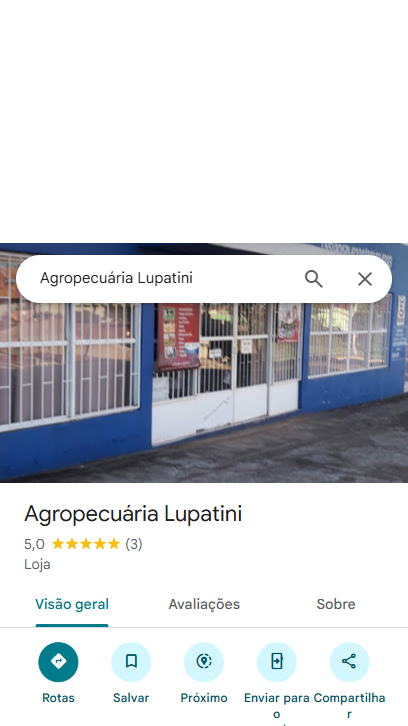 Agropecuária Lupatini
Agropecuária Lupatini
5,0 (3)
Loja
Visão geral Avaliações Sobre
Rotas Salvar Próximo Enviar para o Compartilhar